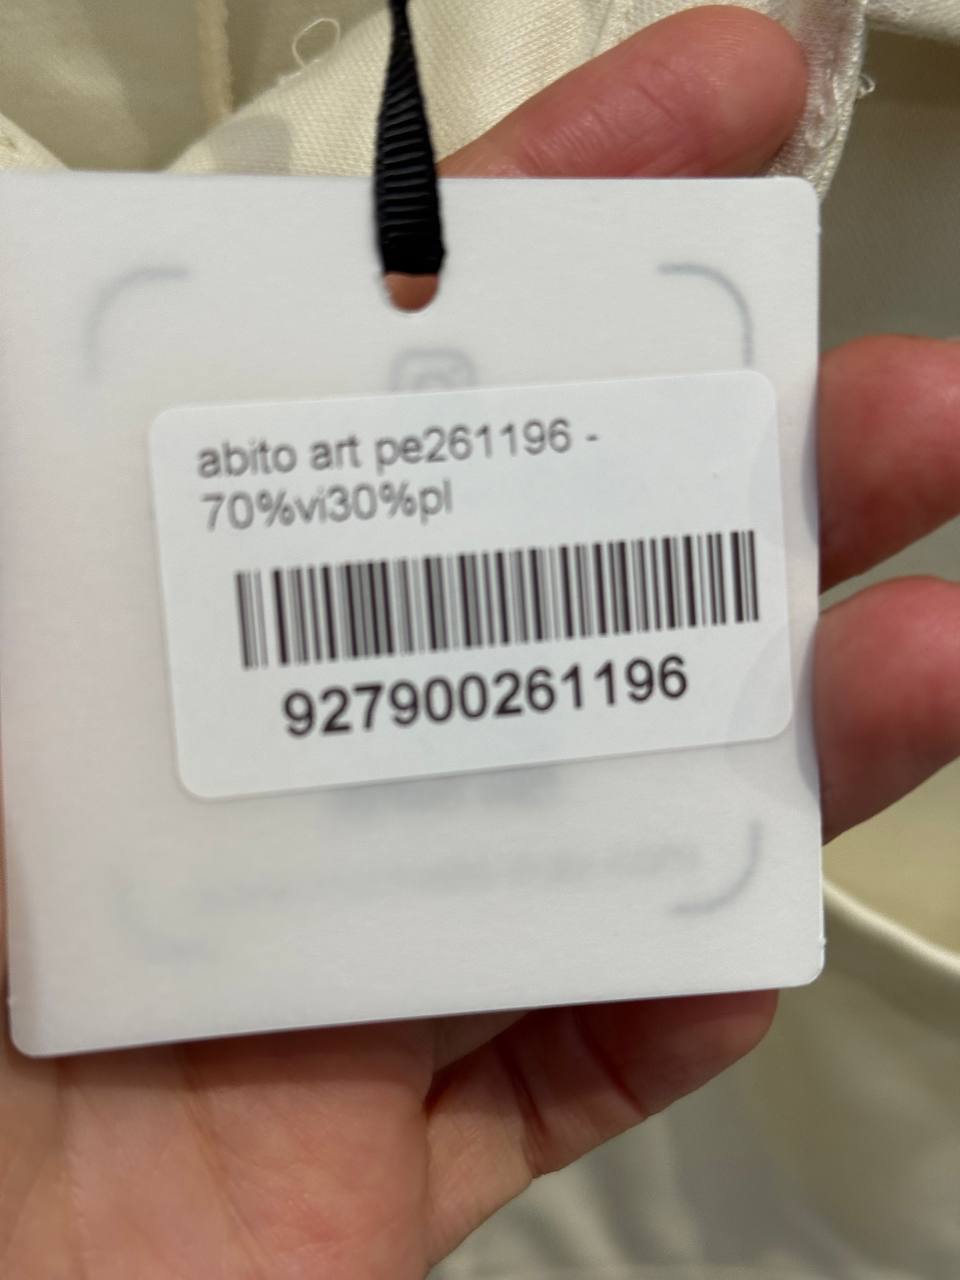 abito art pe261196 -
70%vi30%pl
927900261196